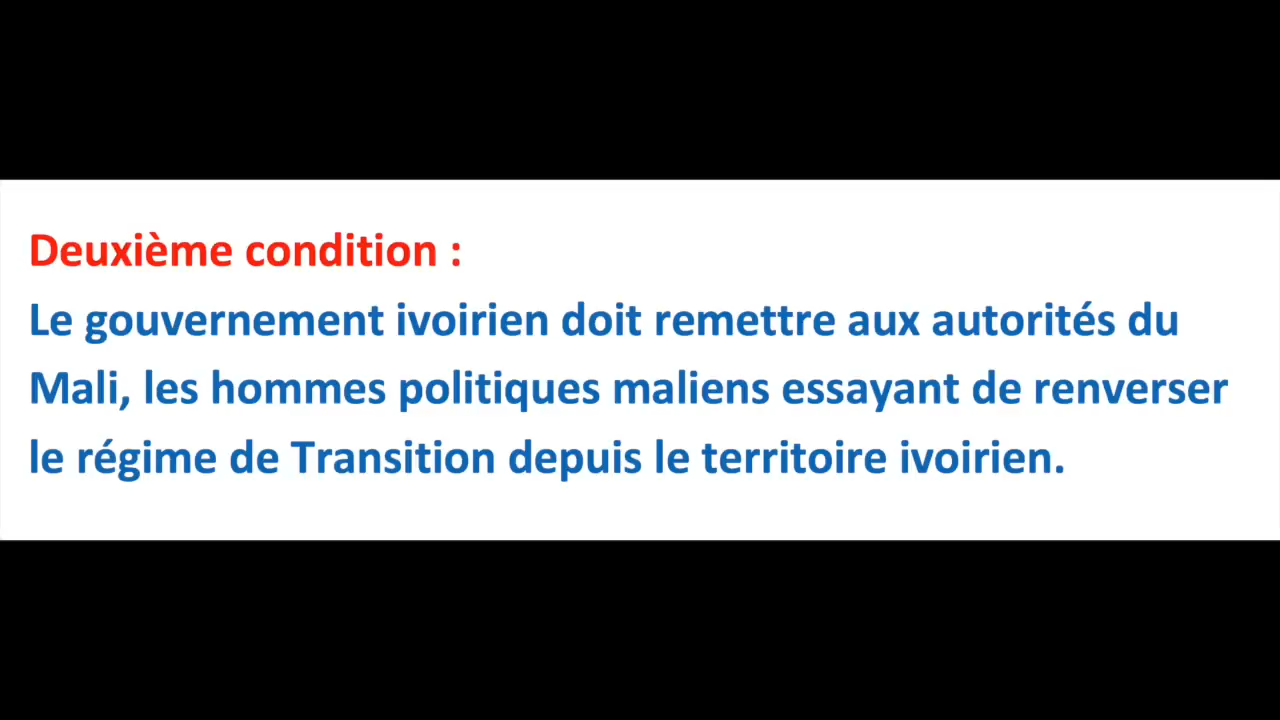 Deuxième condition :
Le gouvernement ivoirien doit remettre aux autorités du
Mali, les hommes politiques maliens essayant de renverser
le régime de Transition depuis le territoire ivoirien.